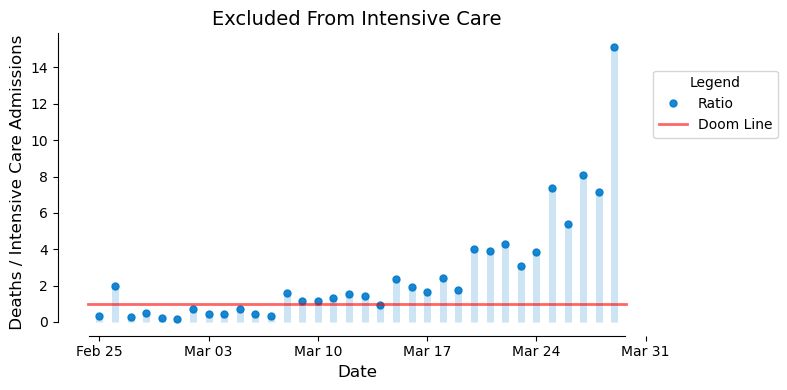 Excluded From Intensive Care
Deaths / Intensive Care Admissions
14
12
10
8
6
4
2
0
Feb 25
Mar 03
Mar 10
Mar 17
Mar 24
Mar 31
Date
Legend
Ratio
Doom Line